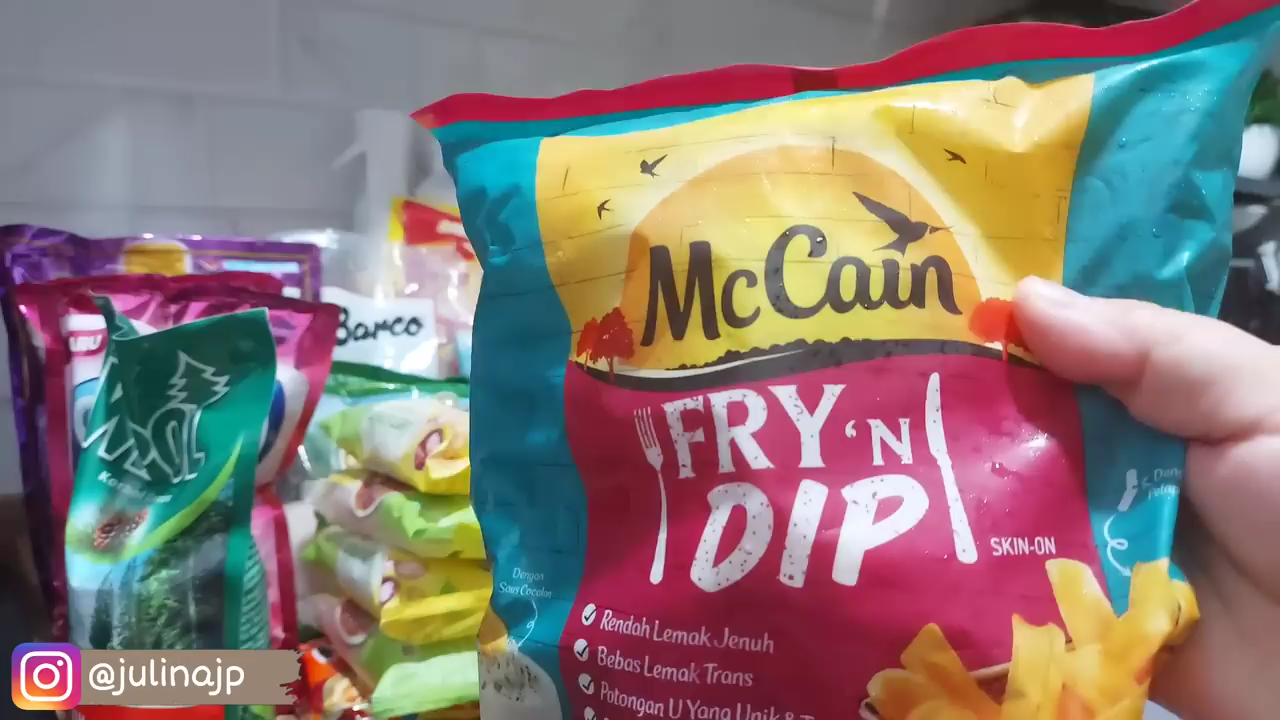 McCain
FRY 'N
DIP
SKIN-ON
Dengan
Saus Cocolan
Rendah Lemak Jenuh
Bebas Lemak Trans
Potongan U Yang Unik &
Barco
@julinajp